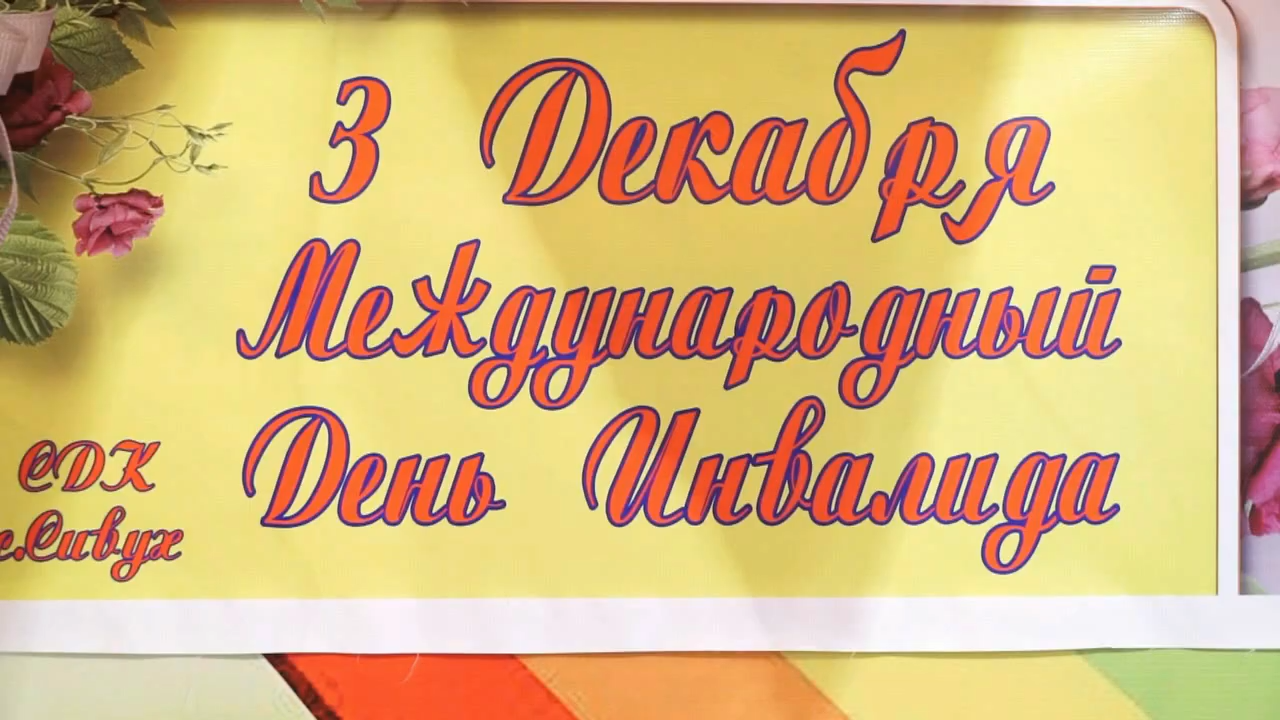 3 Декабря
Международный
День Инвалида
СДК
с.Сивух